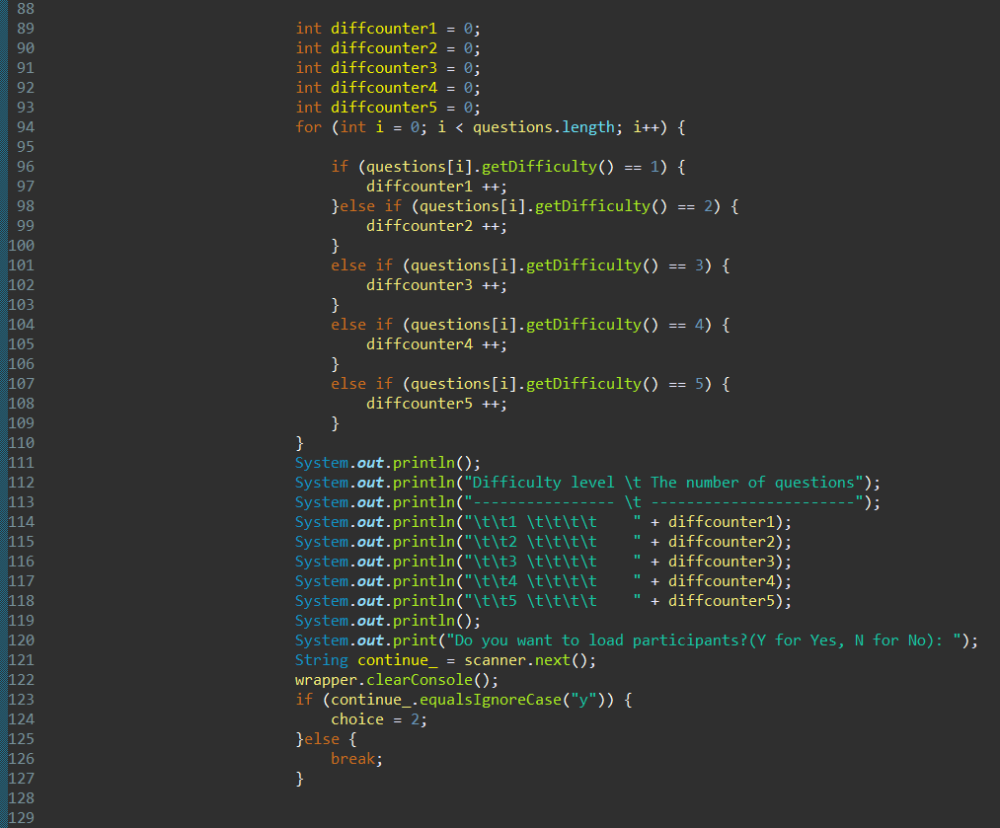 88
89 int diffcounter1 = 0;
90 int diffcounter2 = 0;
91 int diffcounter3 = 0;
92 int diffcounter4 = 0;
93 int diffcounter5 = 0;
94 for (int i = 0; i < questions.length; i++) {
95
96 if (questions[i].getDifficulty() == 1) {
97 diffcounter1 ++;
98 }else if (questions[i].getDifficulty() == 2) {
99 diffcounter2 ++;
100 }
101 else if (questions[i].getDifficulty() == 3) {
102 diffcounter3 ++;
103 }
104 else if (questions[i].getDifficulty() == 4) {
105 diffcounter4 ++;
106 }
107 else if (questions[i].getDifficulty() == 5) {
108 diffcounter5 ++;
109 }
110 }
111 System.out.println();
112 System.out.println("Difficulty level \t The number of questions");
113 System.out.println("---------------- \t -----------------------");
114 System.out.println("\t\t1 \t\t\t\t    " + diffcounter1);
115 System.out.println("\t\t2 \t\t\t\t    " + diffcounter2);
116 System.out.println("\t\t3 \t\t\t\t    " + diffcounter3);
117 System.out.println("\t\t4 \t\t\t\t    " + diffcounter4);
118 System.out.println("\t\t5 \t\t\t\t    " + diffcounter5);
119 System.out.println();
120 System.out.print("Do you want to load participants?(Y for Yes, N for No): ");
121 String continue_ = scanner.next();
122 wrapper.clearConsole();
123 if (continue_.equalsIgnoreCase("y")) {
124 choice = 2;
125 }else {
126 break;
127 }
128
129